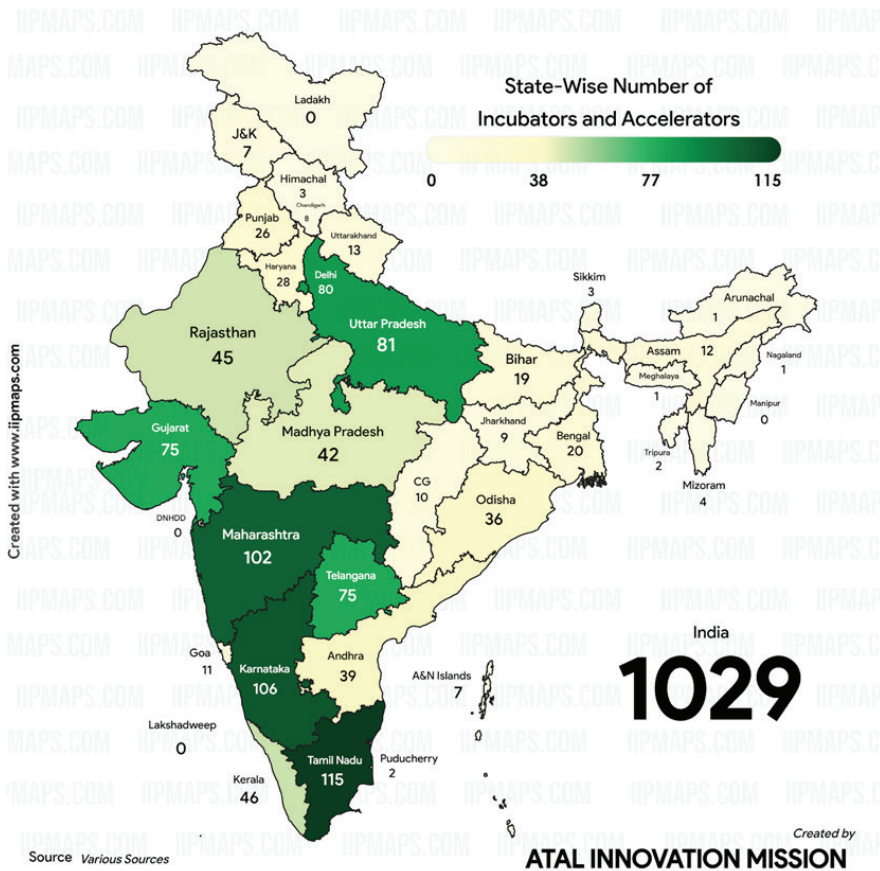 State-Wise Number of
Incubators and Accelerators
0 38 77 115
Ladakh
0
J&K
7
Himachal
3
Chandigarh
8
Punjab
26
Uttarakhand
13
Haryana
28
Delhi
80
Sikkim
3
Arunachal
1
Rajasthan
45
Uttar Pradesh
81
Bihar
19
Assam 12
Nagaland
1
Meghalaya
1
Manipur
0
Gujarat
75
Madhya Pradesh
42
Jharkhand
9
Bengal
20
Tripura
2
Mizoram
4
CG
10
Odisha
36
DNHDD
0
Maharashtra
102
Telangana
75
Goa
11
Karnataka
106
Andhra
39
A&N Islands
7
India
1029
Lakshadweep
0
Kerala
46
Tamil Nadu
115
Puducherry
2
Created with www.iipmaps.com
Source Various Sources
Created by
ATAL INNOVATION MISSION
IIPMAPS.COM